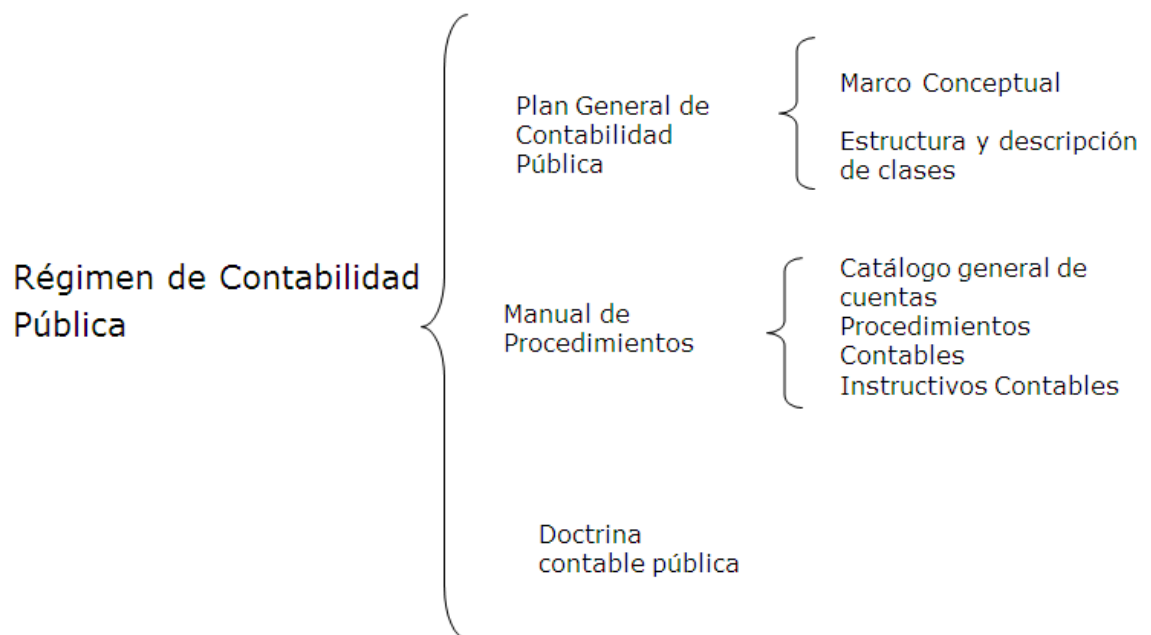 Régimen de Contabilidad
Pública
Plan General de
Contabilidad
Pública
Marco Conceptual
Estructura y descripción
de clases
Manual de
Procedimientos
Catálogo general de
cuentas
Procedimientos
Contables
Instructivos Contables
Doctrina
contable pública